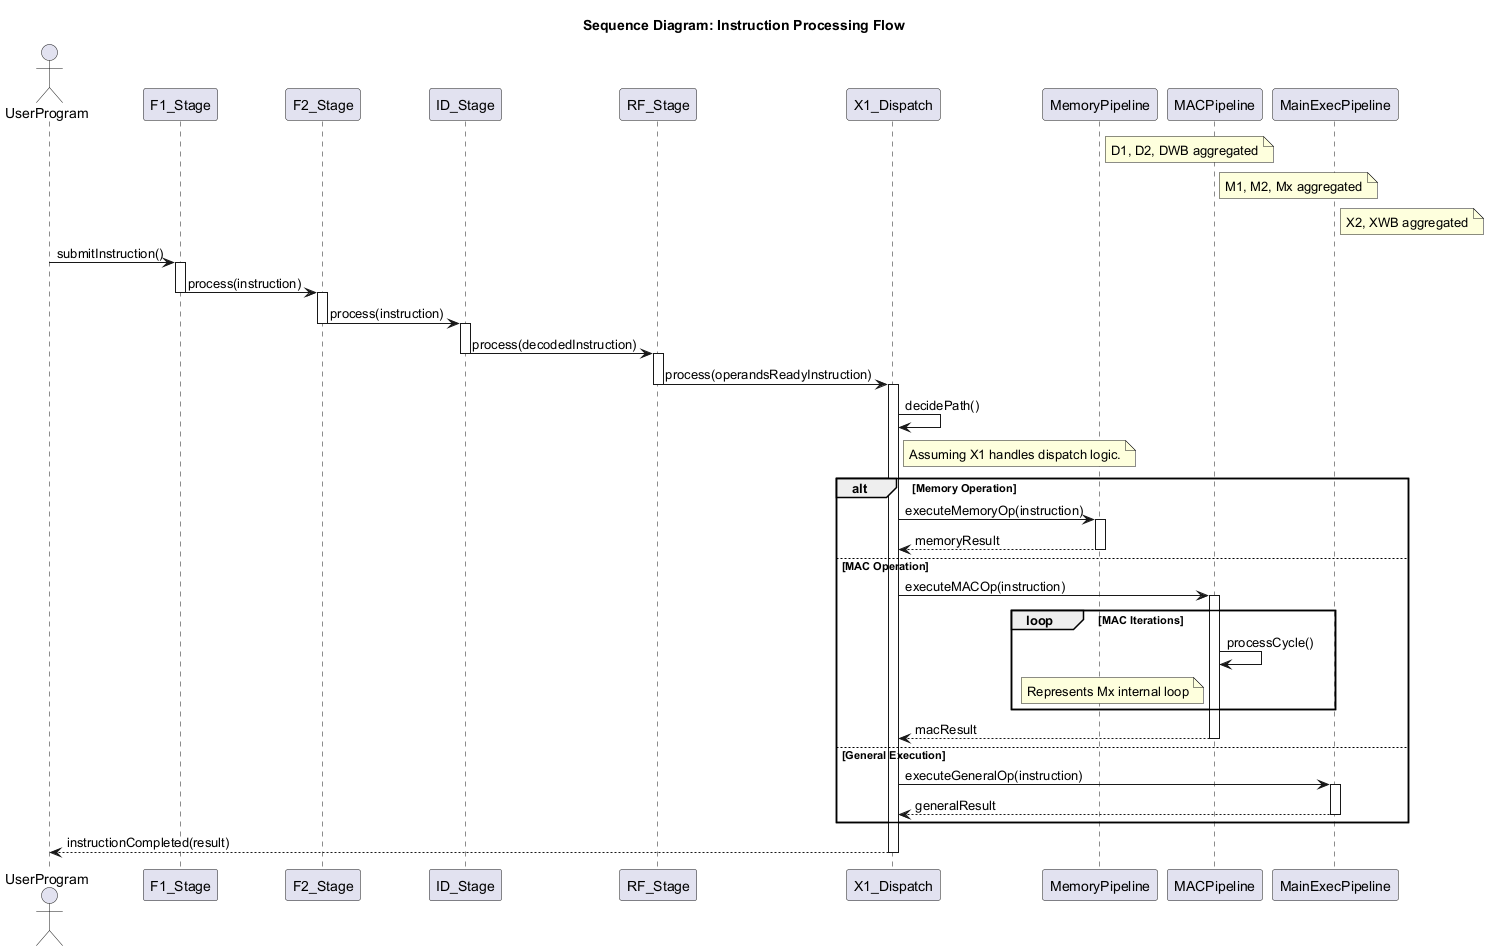 Sequence Diagram: Instruction Processing Flow
UserProgram
F1_Stage
F2_Stage
ID_Stage
RF_Stage
X1_Dispatch
MemoryPipeline
MACPipeline
MainExecPipeline
D1, D2, DWB aggregated
M1, M2, Mx aggregated
X2, XWB aggregated
submitInstruction()
process(instruction)
process(instruction)
process(decodedInstruction)
process(operandsReadyInstruction)
decidePath()
Assuming X1 handles dispatch logic.
alt
[Memory Operation]
executeMemoryOp(instruction)
memoryResult
[MAC Operation]
executeMACOp(instruction)
loop
[MAC Iterations]
processCycle()
Represents Mx internal loop
macResult
[General Execution]
executeGeneralOp(instruction)
generalResult
instructionCompleted(result)
UserProgram
F1_Stage
F2_Stage
ID_Stage
RF_Stage
X1_Dispatch
MemoryPipeline
MACPipeline
MainExecPipeline